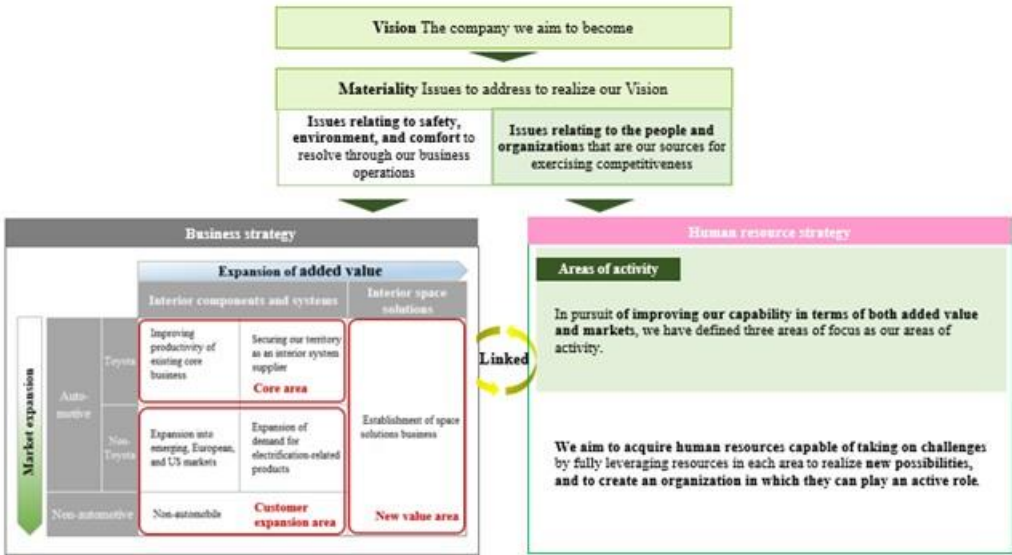 Vision The company we aim to become
Materiality Issues to address to realize our Vision
Issues relating to safety,
environment, and comfort to
resolve through our business
operations
Issues relating to the people and
organizations that are our sources for
exercising competitiveness
Business strategy
Expansion of added value
Interior components and systems
Interior space
solutions
Market expansion
Auto-
motive
Toyota
Improving
productivity of
existing core
business
Securing our territory
as an interior system
supplier
Core area
Non-
Toyota
Expansion into
emerging, European,
and US markets
Expansion of
demand for
electrification-related
products
Establishment of space
solutions business
Non-automotive
Non-automobile
Customer
expansion area
New value area
Linked
Human resource strategy
Areas of activity
In pursuit of improving our capability in terms of both added value
and markets, we have defined three areas of focus as our areas of
activity.
We aim to acquire human resources capable of taking on challenges
by fully leveraging resources in each area to realize new possibilities,
and to create an organization in which they can play an active role.